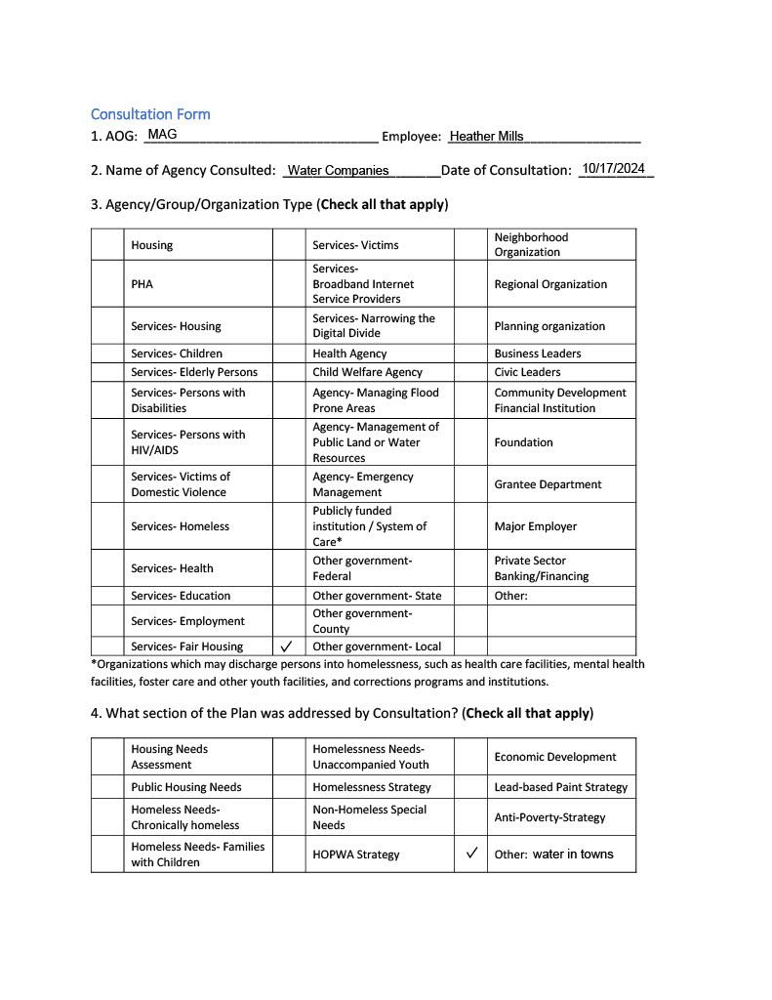 Consultation Form
1. AOG: MAG Employee: Heather Mills
2. Name of Agency Consulted: Water Companies Date of Consultation: 10/17/2024
3. Agency/Group/Organization Type (Check all that apply)
Housing
Services- Victims
Neighborhood
Organization
PHA
Services-
Broadband Internet
Service Providers
Regional Organization
Services- Housing
Services- Narrowing the
Digital Divide
Planning organization
Services- Children
Health Agency
Business Leaders
Services- Elderly Persons
Child Welfare Agency
Civic Leaders
Services- Persons with
Disabilities
Agency- Managing Flood
Prone Areas
Community Development
Financial Institution
Services- Persons with
HIV/AIDS
Agency- Management of
Public Land or Water
Resources
Foundation
Services- Victims of
Domestic Violence
Agency- Emergency
Management
Grantee Department
Services- Homeless
Publicly funded
institution / System of
Care*
Major Employer
Services- Health
Other government-
Federal
Private Sector
Banking/Financing
Services- Education
Other government- State
Other:
Services- Employment
Other government-
County
Services- Fair Housing
✓ Other government- Local
*Organizations which may discharge persons into homelessness, such as health care facilities, mental health
facilities, foster care and other youth facilities, and corrections programs and institutions.
4. What section of the Plan was addressed by Consultation? (Check all that apply)
Housing Needs
Assessment
Homelessness Needs-
Unaccompanied Youth
Economic Development
Public Housing Needs
Homelessness Strategy
Lead-based Paint Strategy
Homeless Needs-
Chronically homeless
Non-Homeless Special
Needs
Anti-Poverty-Strategy
Homeless Needs- Families
with Children
HOPWA Strategy
✓ Other: water in towns